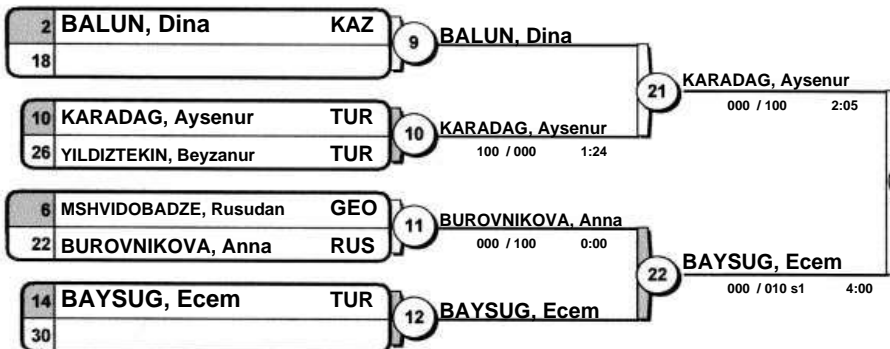 2 BALUN, Dina KAZ
18
9 BALUN, Dina
10 KARADAG, Aysenur TUR
26 YILDIZTEKIN, Beyzanur TUR
10 KARADAG, Aysenur
100 / 000 1:24
21 KARADAG, Aysenur
000 / 100 2:05
6 MSHVIDOBADZE, Rusudan GEO
22 BUROVNIKOVA, Anna RUS
11 BUROVNIKOVA, Anna
000 / 100 0:00
14 BAYSUG, Ecem TUR
30
12 BAYSUG, Ecem
22 BAYSUG, Ecem
000 / 010 s1 4:00